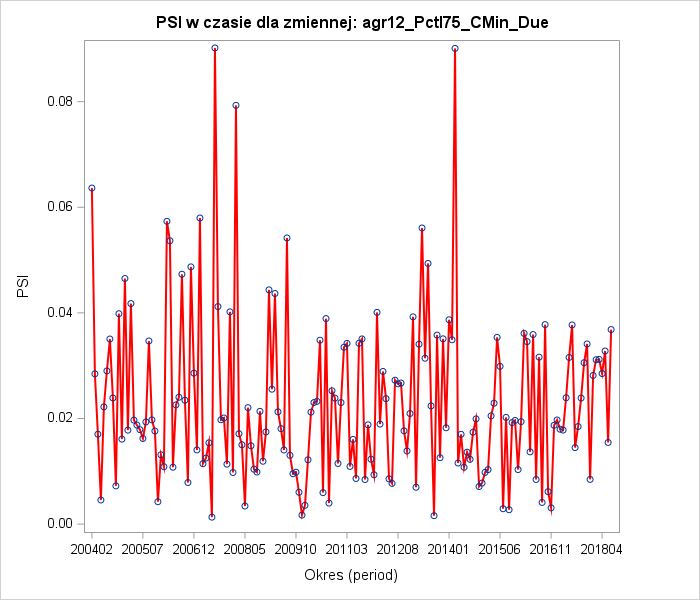 PSI w czasie dla zmiennej: agr12_Pctl75_CMin_Due
0.08
0.06
0.04
0.02
0.00
PSI
200402 200507 200612 200805 200910 201103 201208 201401 201506 201611 201804
Okres (period)